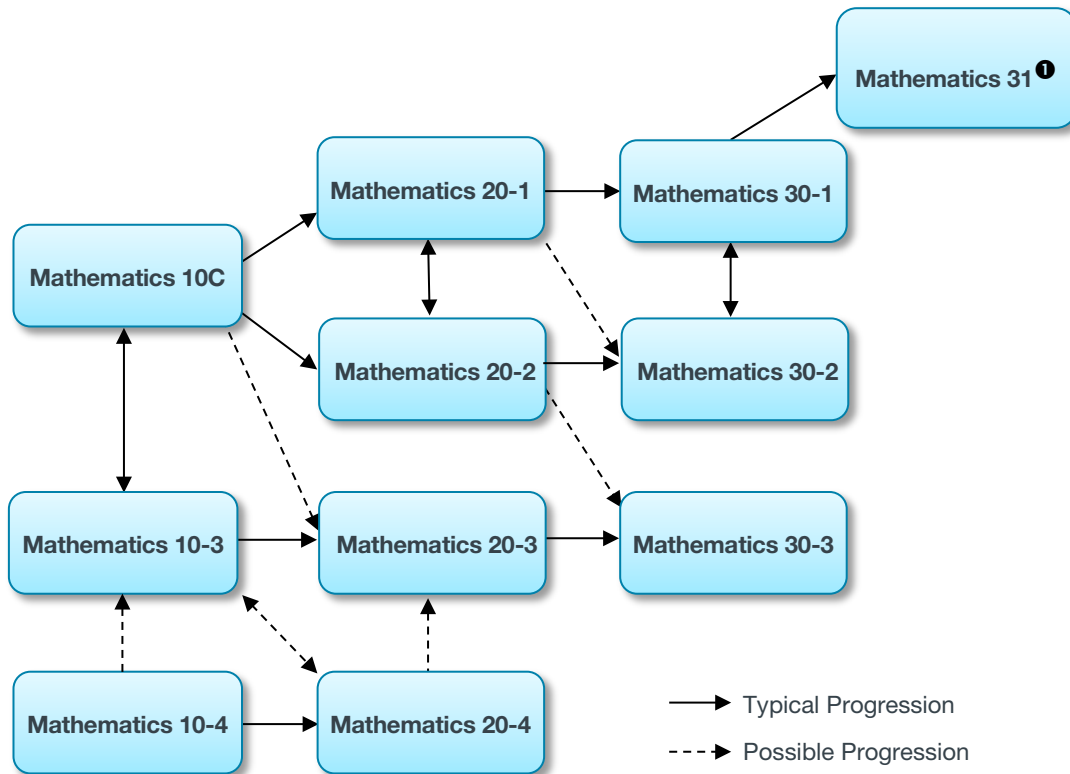 Mathematics 31❶
Mathematics 20-1
Mathematics 30-1
Mathematics 10C
Mathematics 20-2
Mathematics 30-2
Mathematics 10-3
Mathematics 20-3
Mathematics 30-3
Mathematics 10-4
Mathematics 20-4
Typical Progression
Possible Progression